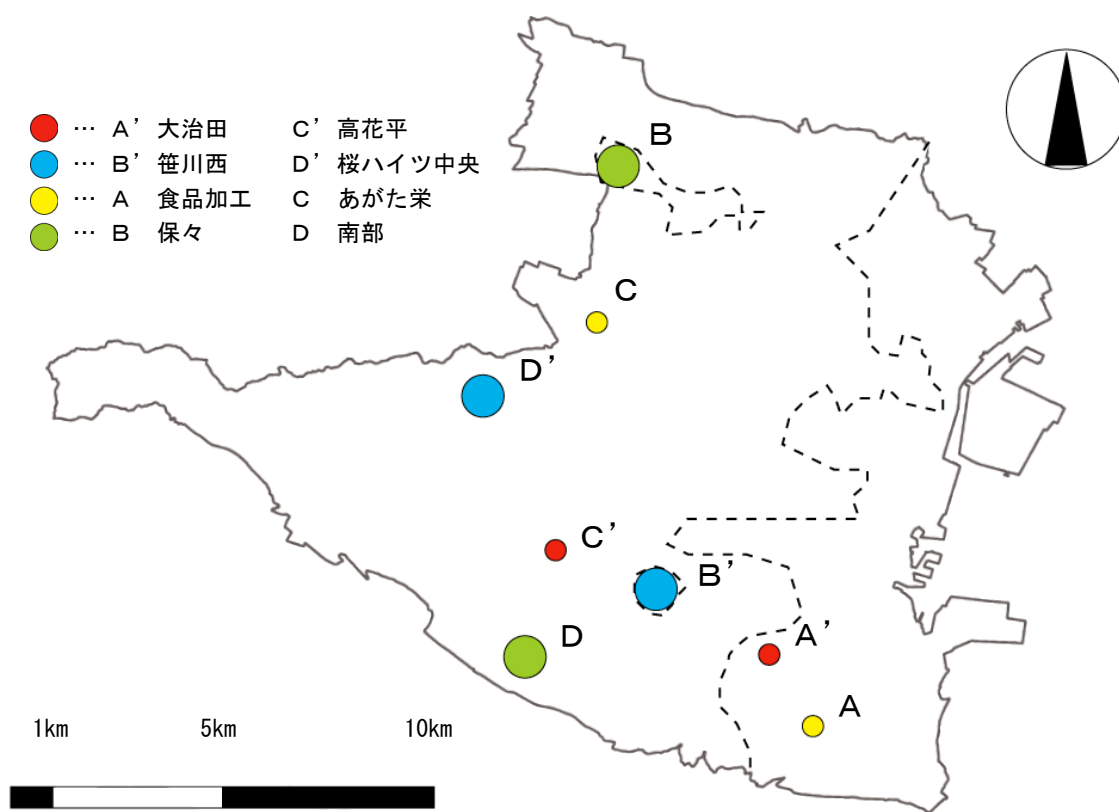 … A’ 大治田 C’ 高花平
… B’ 笹川西 D’ 桜ハイツ中央
… A 食品加工 C あがた栄
… B 保々 D 南部
B
C
D’
C’
B’
A’
D
A
1km 5km 10km